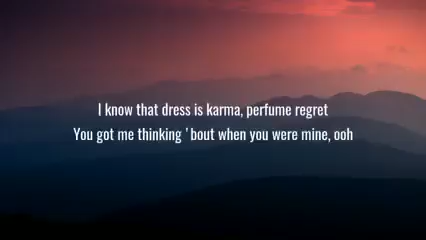 I know that dress is karma, perfume regret
You got me thinking 'bout when you were mine, ooh